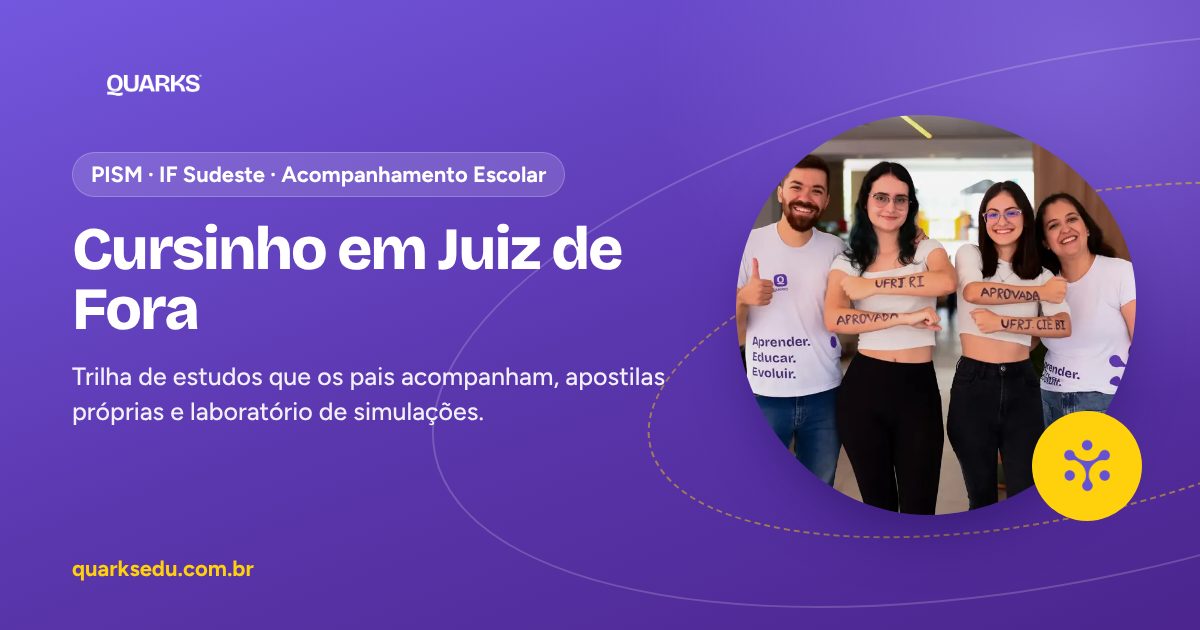 QUARKS
PISM · IF Sudeste · Acompanhamento Escolar
Cursinho em Juiz de
Fora
Trilha de estudos que os pais acompanham, apostilas
próprias e laboratório de simulações.
quarksedu.com.br
QUARKS
Aprender.
Educar.
Evoluir.
UFRJ RI
APROVADA
APROVADA
UFRJ CIE BI